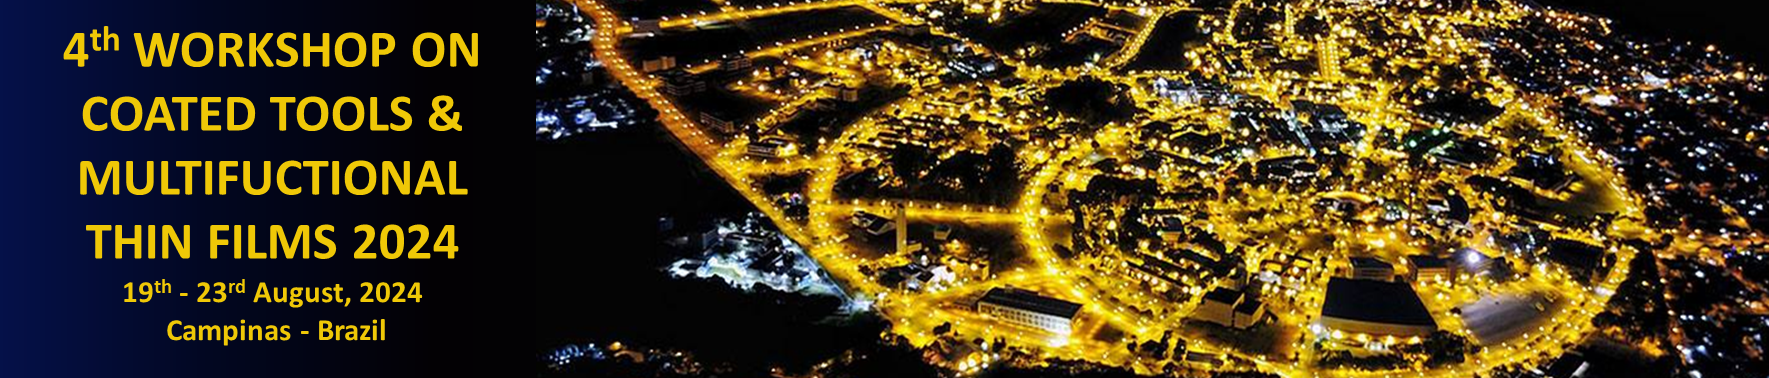 4th WORKSHOP ON
COATED TOOLS &
MULTIFUCTIONAL
THIN FILMS 2024
19th - 23rd August, 2024
Campinas - Brazil